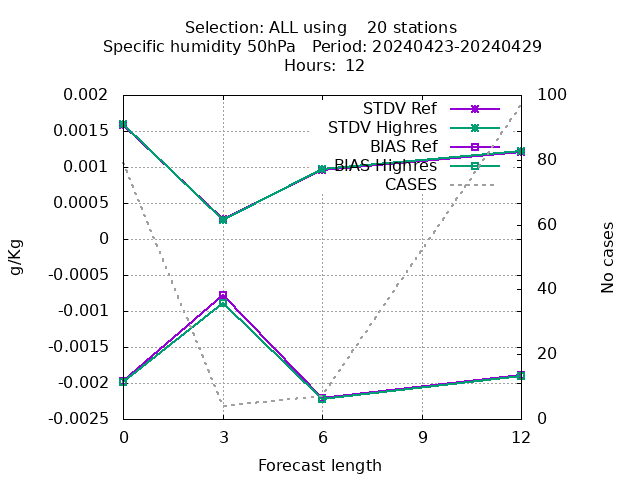 Selection: ALL using    20 stations
Specific humidity 50hPa   Period: 20240423-20240429
Hours: 12
STDV Ref
STDV Highres
BIAS Ref
BIAS Highres
CASES
0.002
0.0015
0.001
0.0005
0
-0.0005
-0.001
-0.0015
-0.002
-0.0025
g/Kg
100
80
60
40
20
0
No cases
0 3 6 9 12
Forecast length